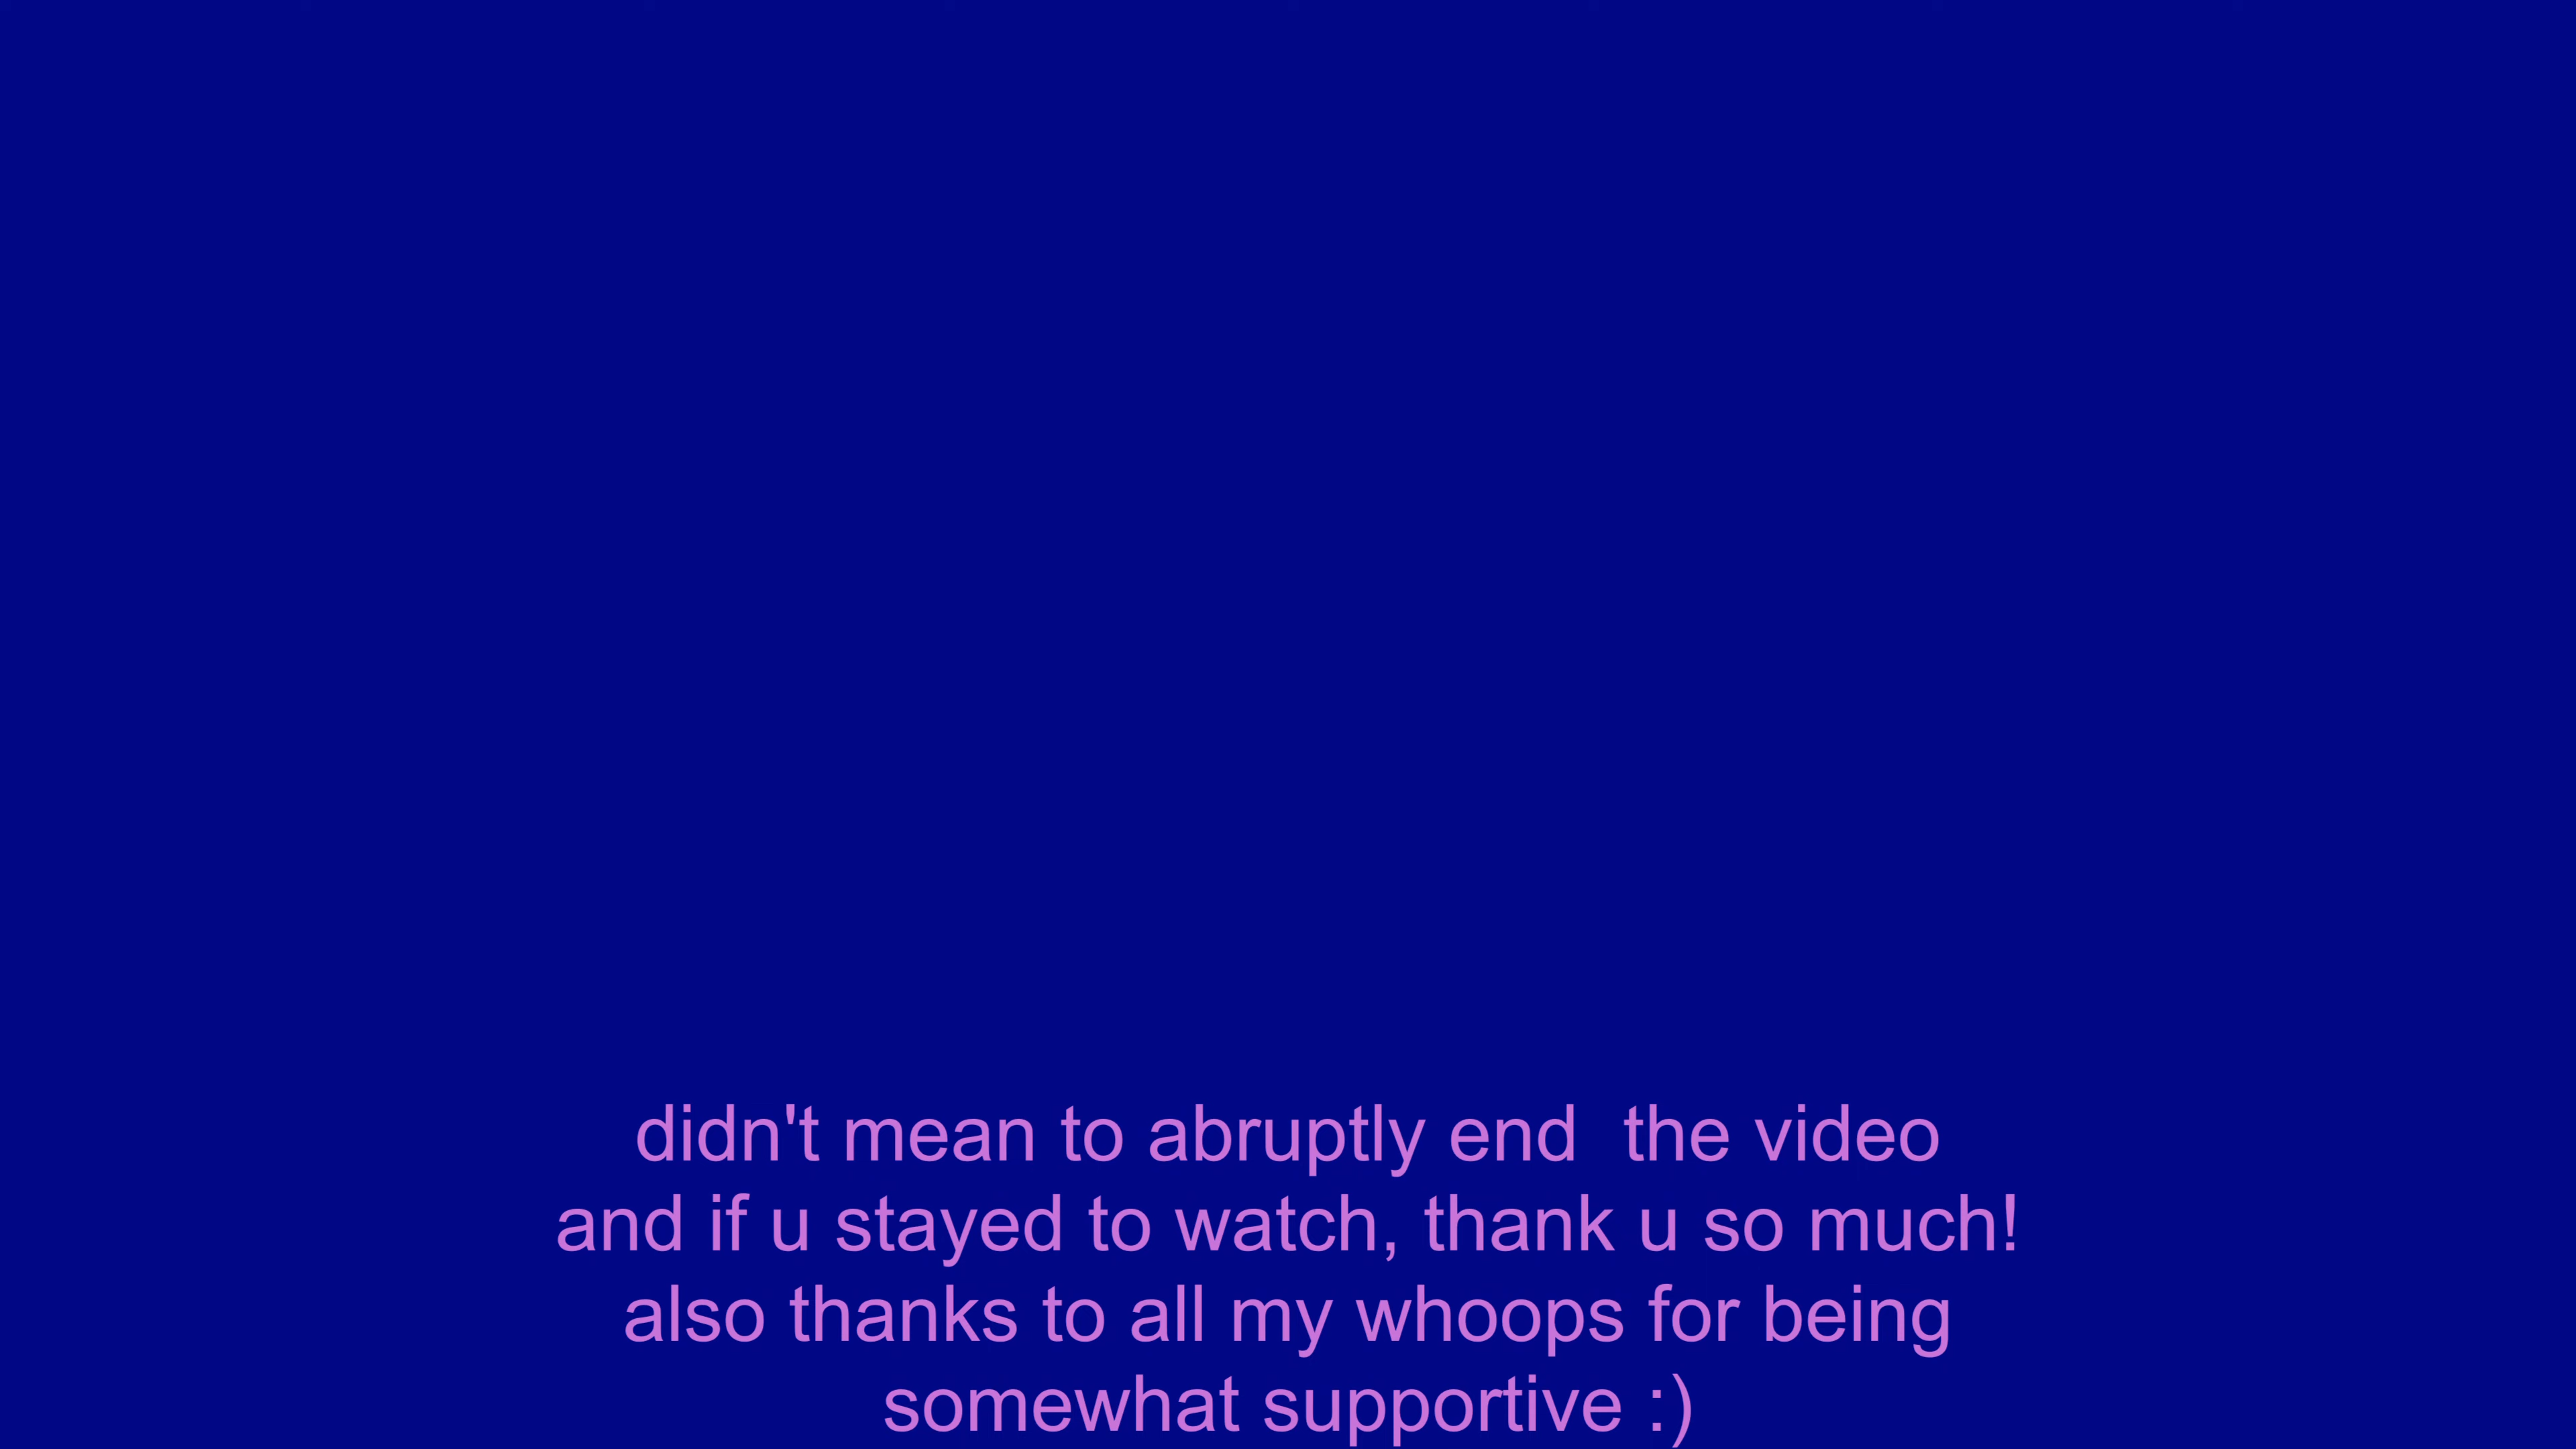 didn't mean to abruptly end  the video
and if u stayed to watch, thank u so much!
also thanks to all my whoops for being
somewhat supportive :)